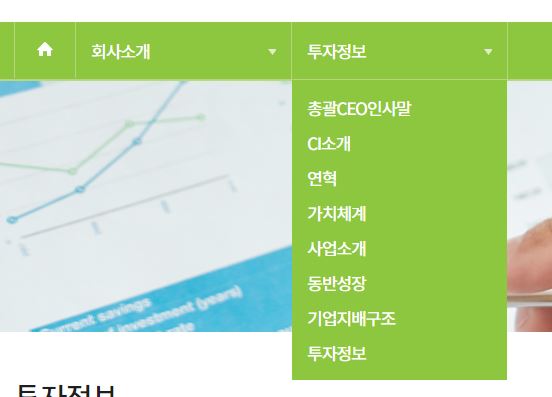 회사소개
투자정보
총괄CEO인사말
CI소개
연혁
가치체계
사업소개
동반성장
기업지배구조
투자정보
Current savings
investment (years)
rate
투자정보